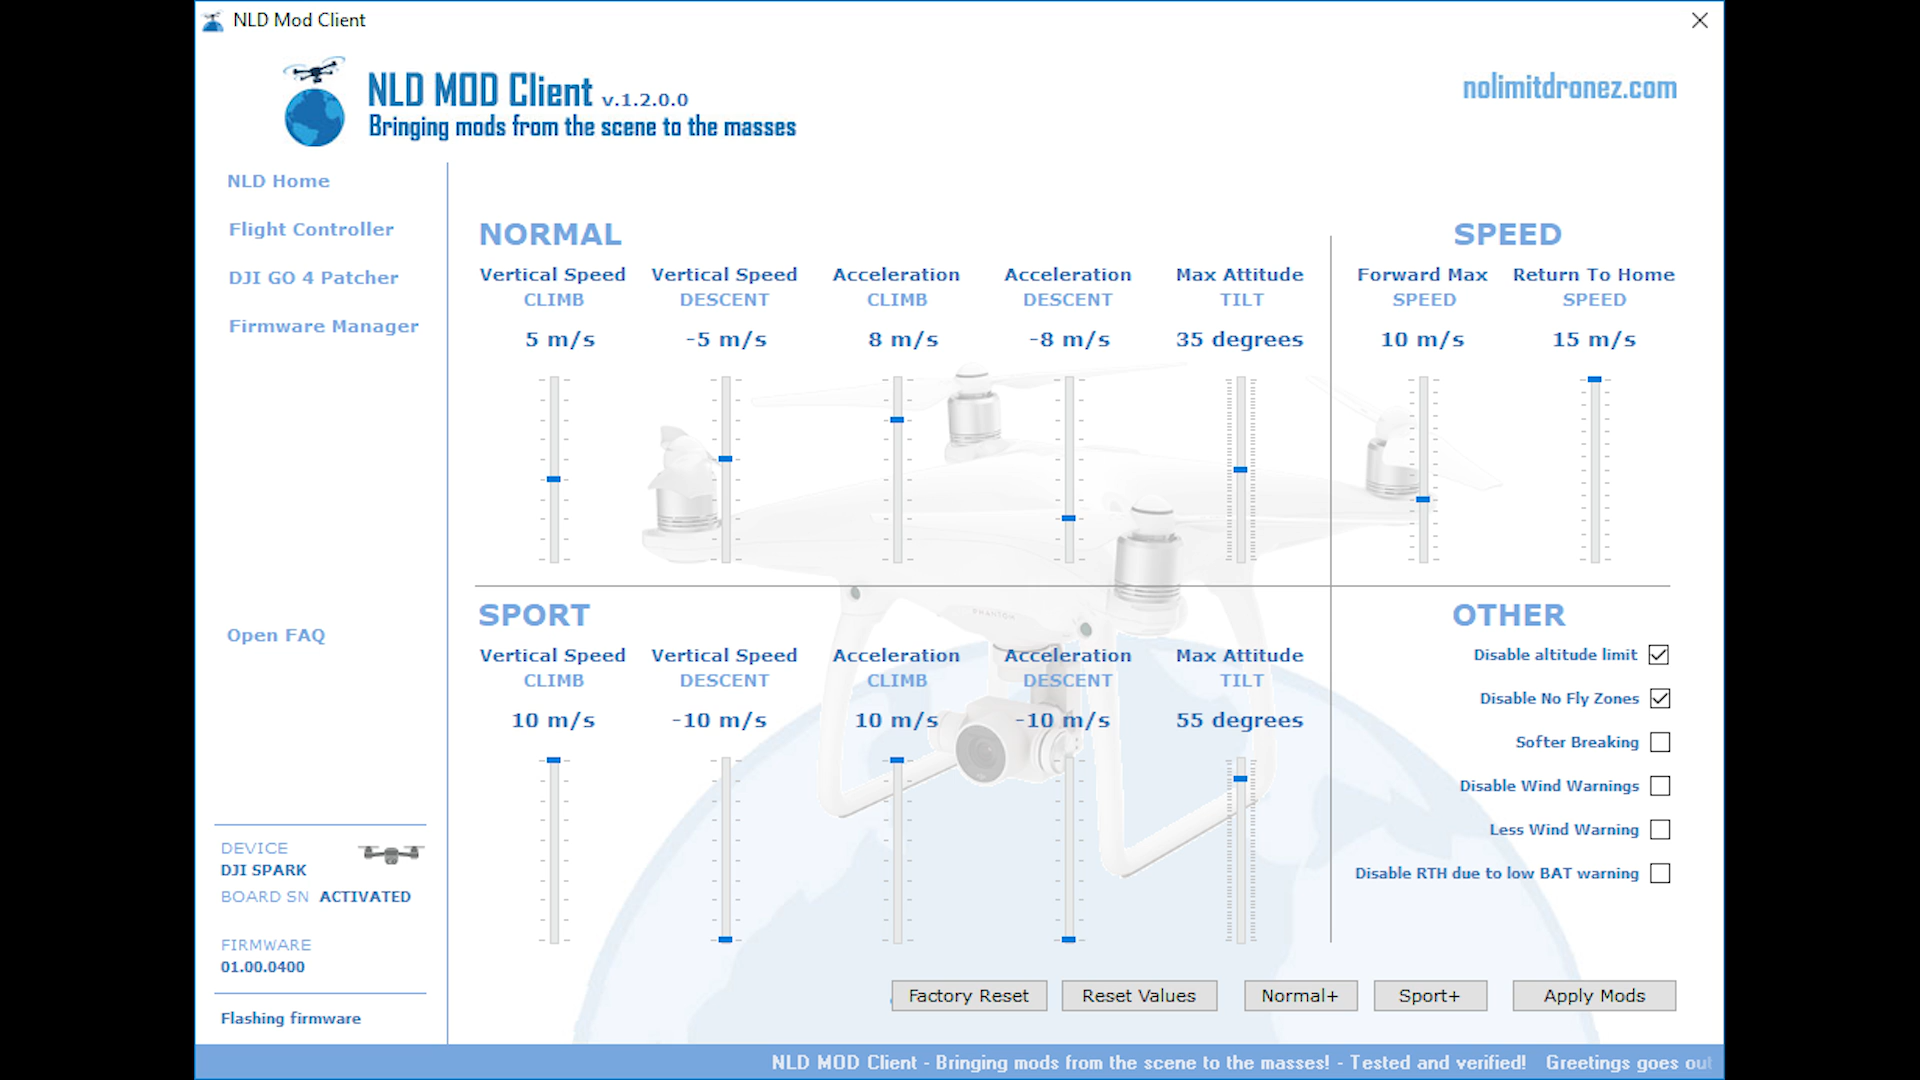 NLD Mod Client
NLD MOD Client v.1.2.0.0
Bringing mods from the scene to the masses
nolimitdronez.com
NLD Home
Flight Controller
DJI GO 4 Patcher
Firmware Manager
Open FAQ
DEVICE
DJI SPARK
BOARD SN ACTIVATED
FIRMWARE
01.00.0400
Flashing firmware
NORMAL
Vertical Speed Vertical Speed Acceleration Acceleration Max Attitude
CLIMB DESCENT CLIMB DESCENT TILT
5 m/s -5 m/s 8 m/s -8 m/s 35 degrees
SPEED
Forward Max Return To Home
SPEED SPEED
10 m/s 15 m/s
PHANTOM
SPORT
Vertical Speed Vertical Speed Acceleration Acceleration Max Attitude
CLIMB DESCENT CLIMB DESCENT TILT
10 m/s -10 m/s 10 m/s -10 m/s 55 degrees
OTHER
Disable altitude limit
Disable No Fly Zones
Softer Breaking
Disable Wind Warnings
Less Wind Warning
Disable RTH due to low BAT warning
Factory Reset Reset Values Normal+ Sport+ Apply Mods
NLD MOD Client - Bringing mods from the scene to the masses! - Tested and verified! Greetings goes out